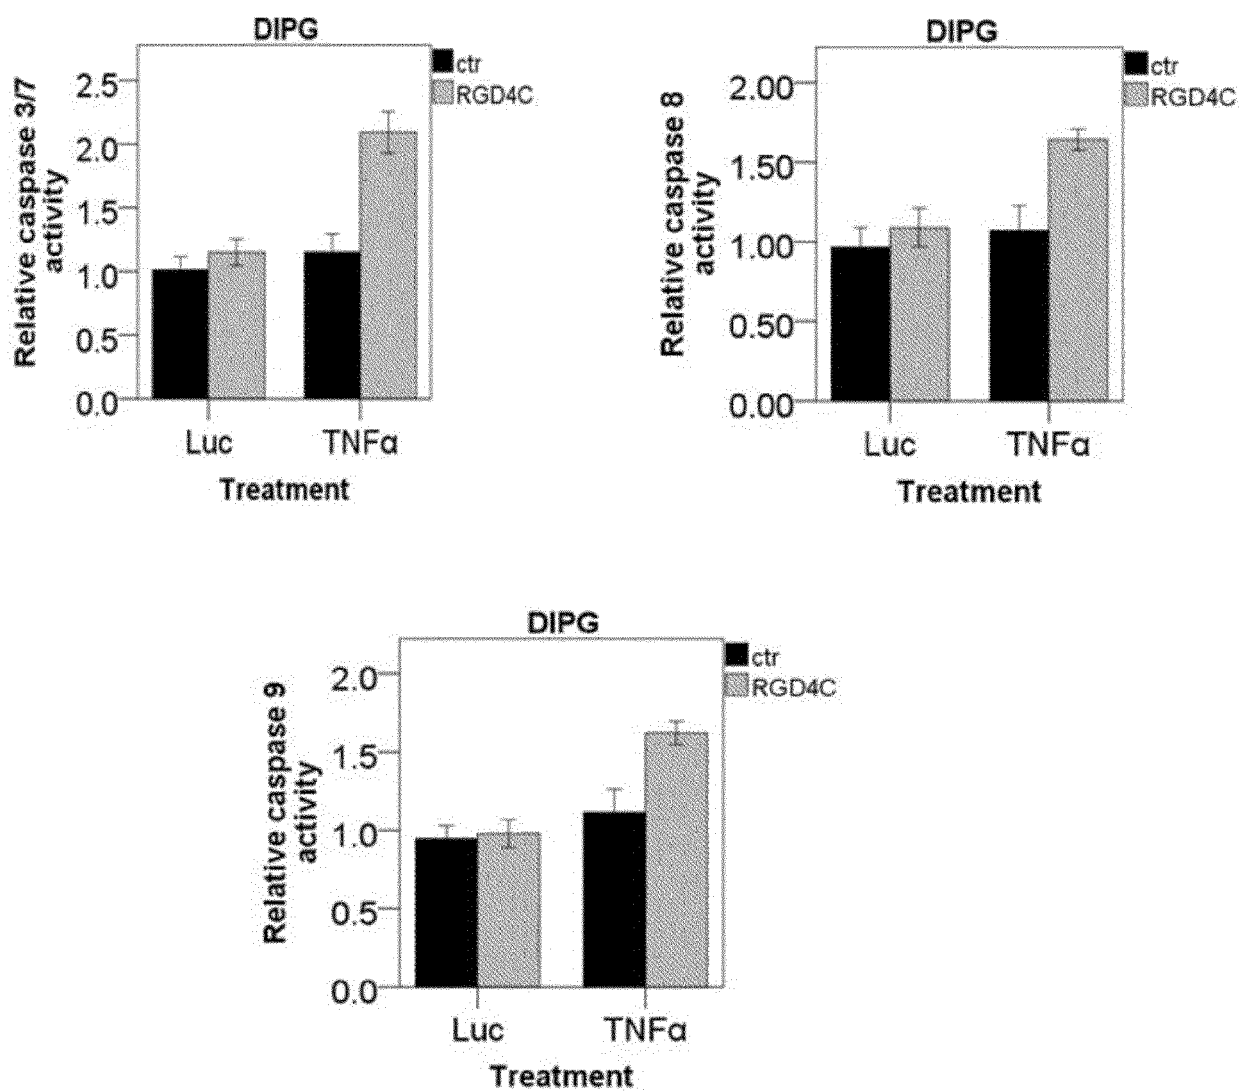 DIPG
ctr
RGD4C
Relative caspase 3/7
activity
2.5
2.0
1.5
1.0
0.5
0.0
Luc TNFα
Treatment
DIPG
ctr
RGD4C
Relative caspase 8
activity
2.00
1.50
1.00
0.50
0.00
Luc TNFα
Treatment
DIPG
ctr
RGD4C
Relative caspase 9
activity
2.0
1.5
1.0
0.5
0.0
Luc TNFα
Treatment